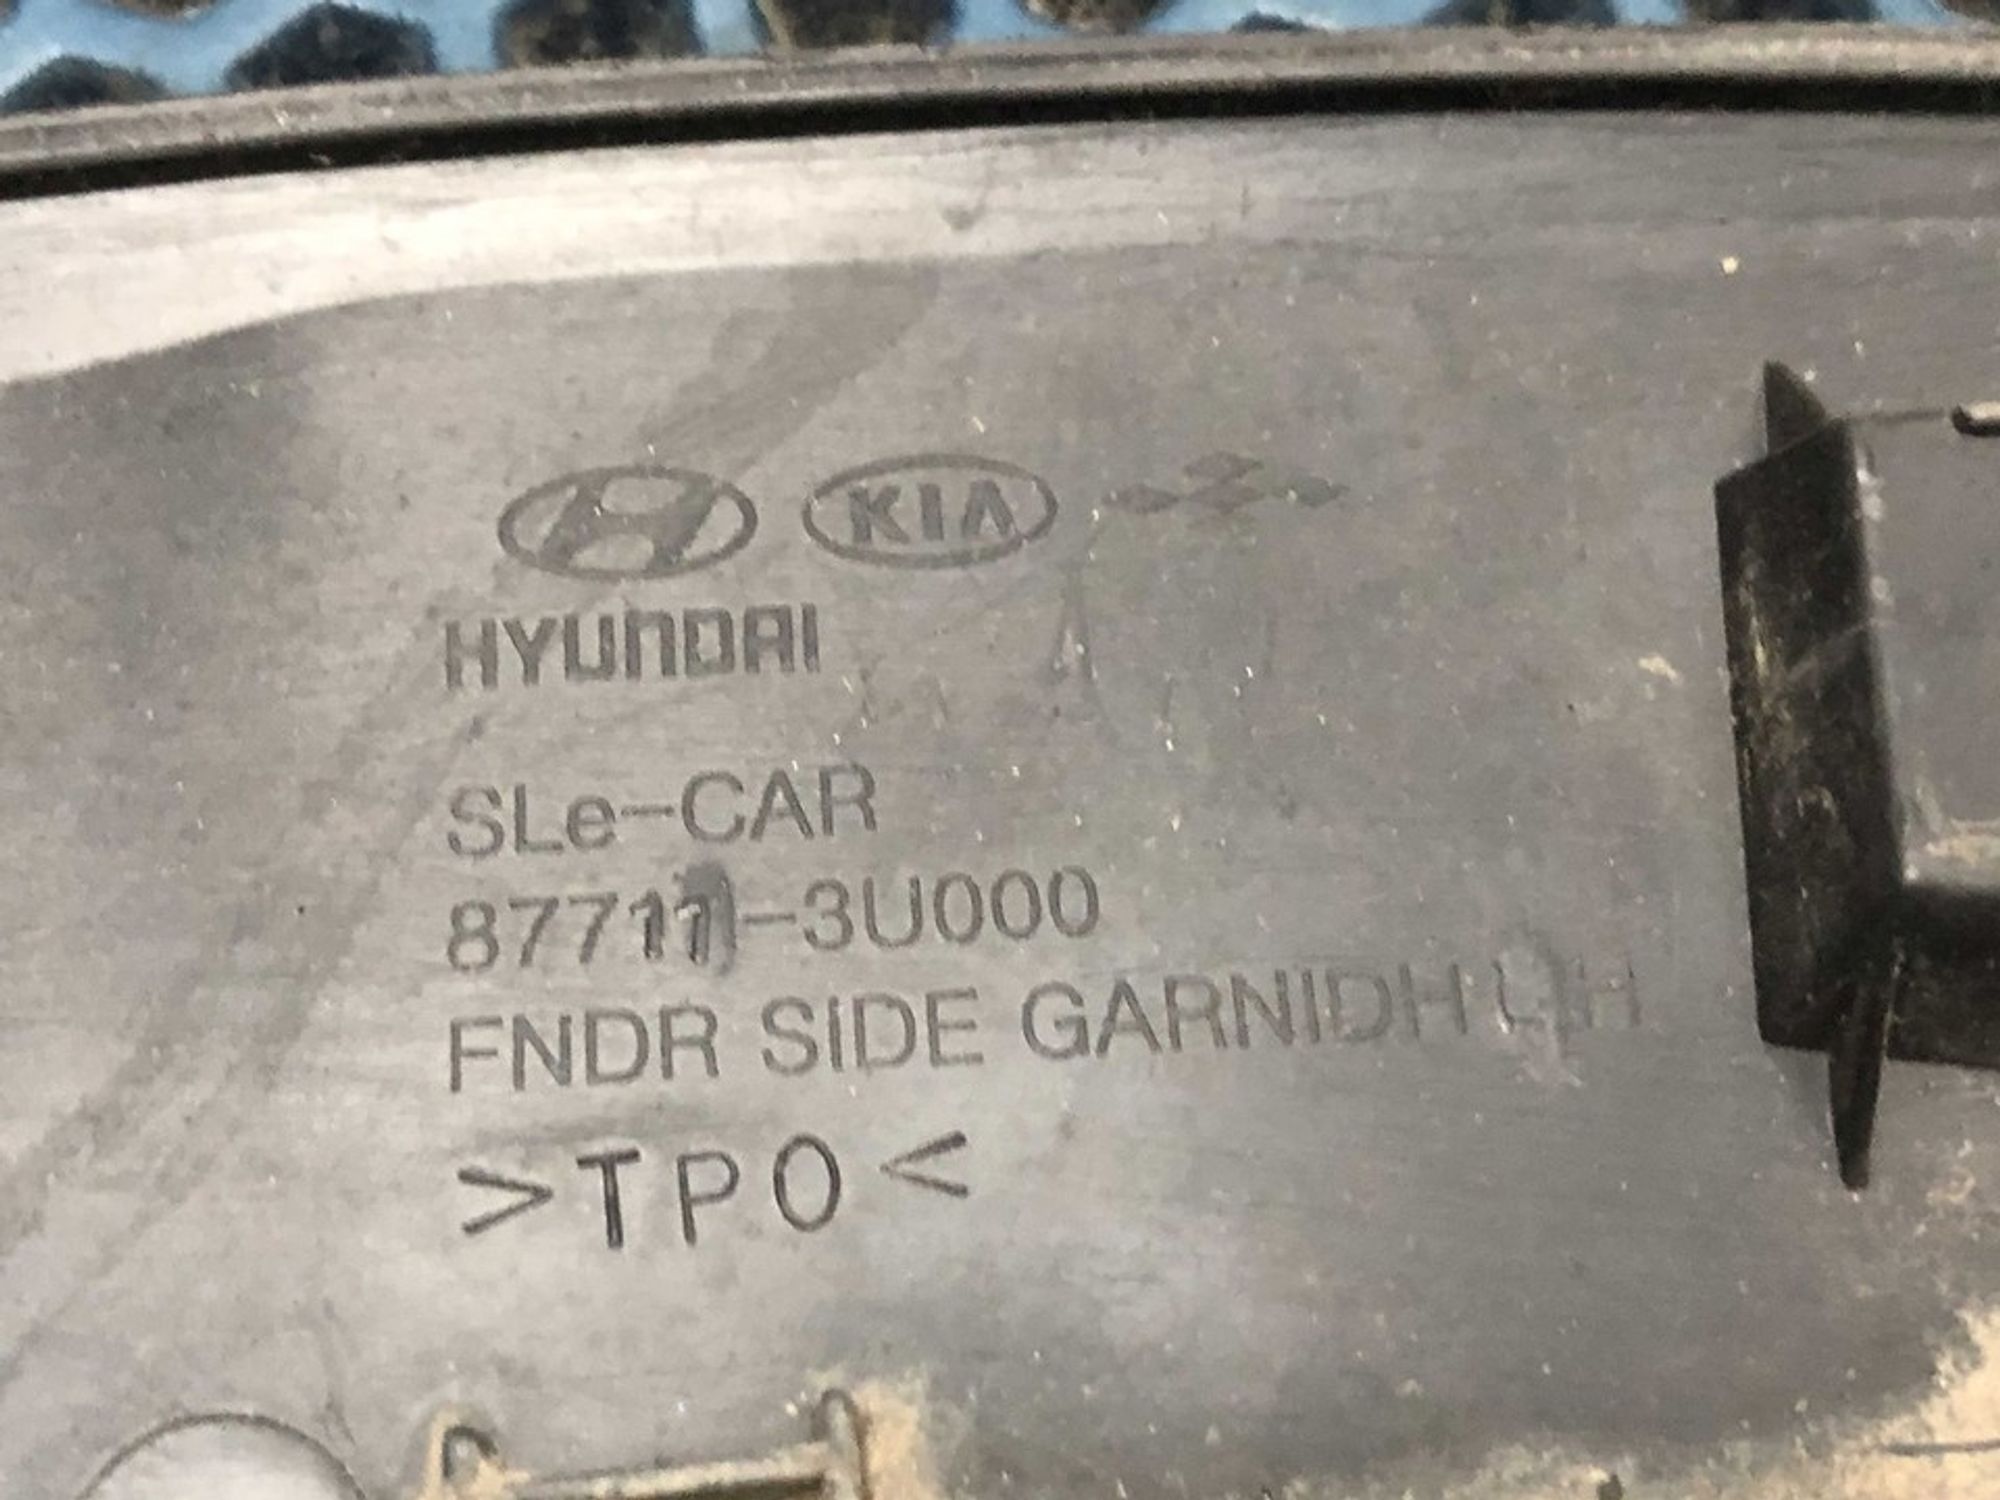 KIA
HYUNDAI
SLe-CAR
87711-3U000
FNDR SIDE GARNIDH
>TPO<